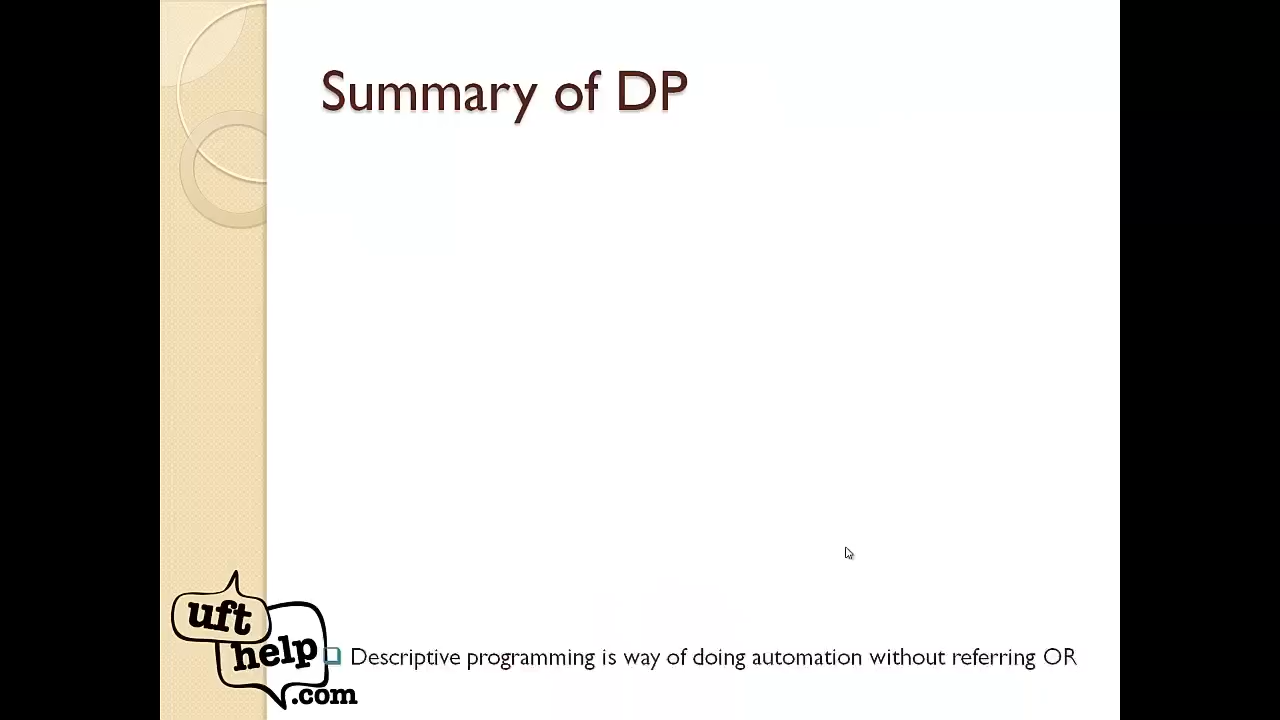 Summary of DP
Descriptive programming is way of doing automation without referring OR
uft
help
.com